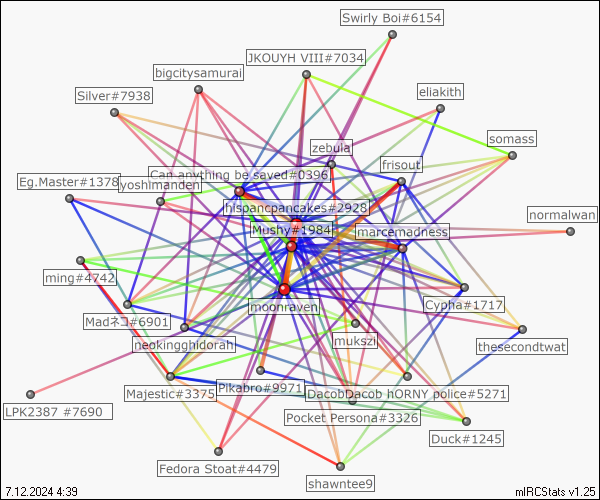 Swirly Boi#6154
JKOUYH VIII#7034
bigcitysamurai
eliakith
Silver#7938
somass
zebula
frisout
Can anything be saved#0396
Eg.Master#1378
yoshimanden
hispancpancakes#2928
normalwan
Mushy#1984
marcemadness
ming#4742
moonraven
Cypha#1717
Madネコ#6901
neokingghidorah
mukszi
thesecondtwat
Majestic#3375
Pikabro#9971
DacobDacob hORNY police#5271
LPK2387 #7690
Pocket Persona#3326
Duck#1245
Fedora Stoat#4479
shawntee9
7.12.2024 4:39
mIRCStats v1.25